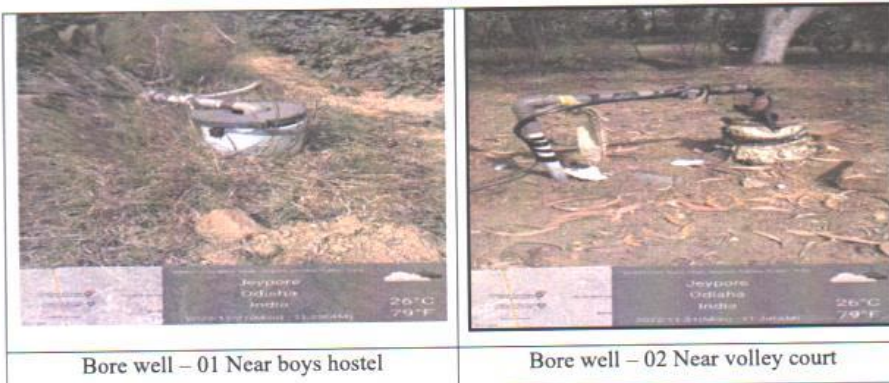 Jeypore
Odisha
India
26°C
79°F
Jeypore
Odisha
India
26°C
79°F
Bore well – 01 Near boys hostel
Bore well – 02 Near volley court